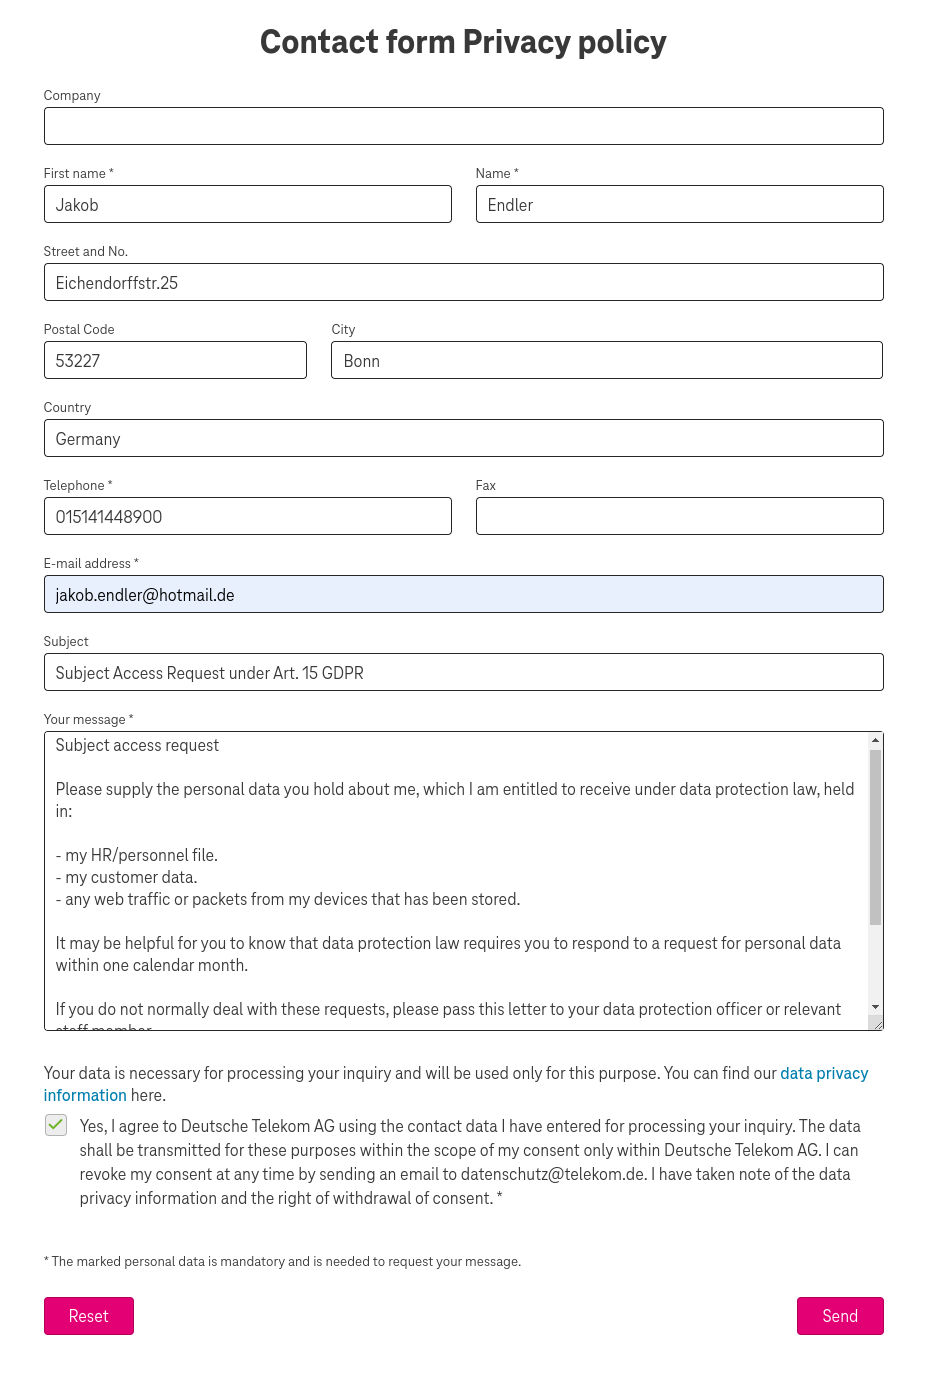 Contact form Privacy policy
Company
First name *
Name *
Jakob
Endler
Street and No.
Eichendorffstr.25
Postal Code
City
53227
Bonn
Country
Germany
Telephone *
Fax
015141448900
E-mail address *
jakob.endler@hotmail.de
Subject
Subject Access Request under Art. 15 GDPR
Your message *
Subject access request
Please supply the personal data you hold about me, which I am entitled to receive under data protection law, held
in:
- my HR/personnel file.
- my customer data.
- any web traffic or packets from my devices that has been stored.
It may be helpful for you to know that data protection law requires you to respond to a request for personal data
within one calendar month.
If you do not normally deal with these requests, please pass this letter to your data protection officer or relevant
staff member
Your data is necessary for processing your inquiry and will be used only for this purpose. You can find our data privacy
information here.
Yes, I agree to Deutsche Telekom AG using the contact data I have entered for processing your inquiry. The data
shall be transmitted for these purposes within the scope of my consent only within Deutsche Telekom AG. I can
revoke my consent at any time by sending an email to datenschutz@telekom.de. I have taken note of the data
privacy information and the right of withdrawal of consent. *
* The marked personal data is mandatory and is needed to request your message.
Reset
Send